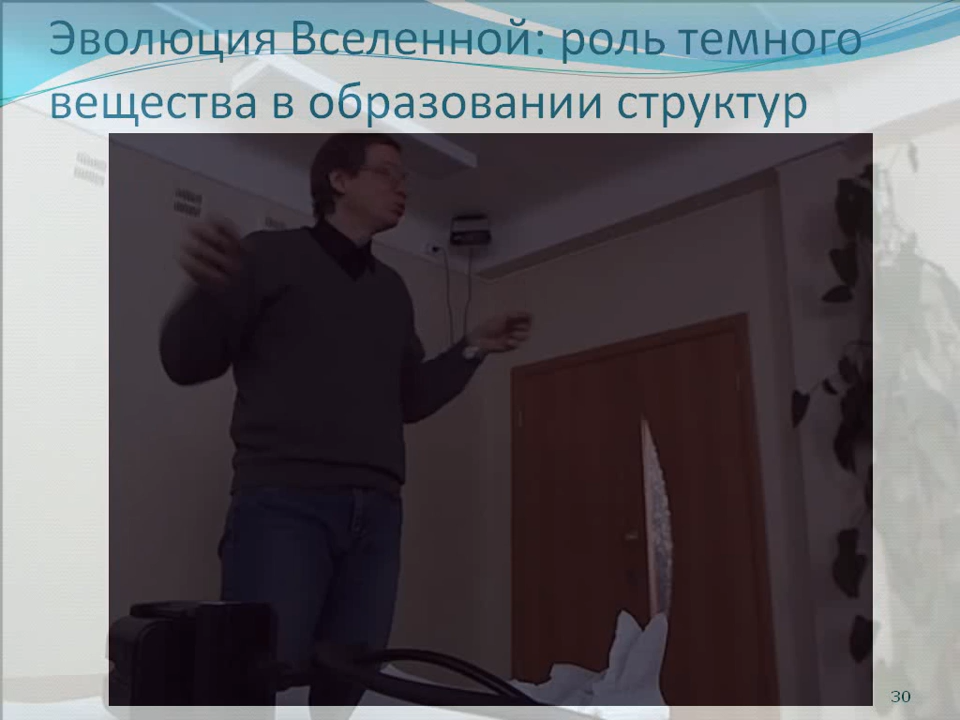 Эволюция Вселенной: роль темного
вещества в образовании структур
30